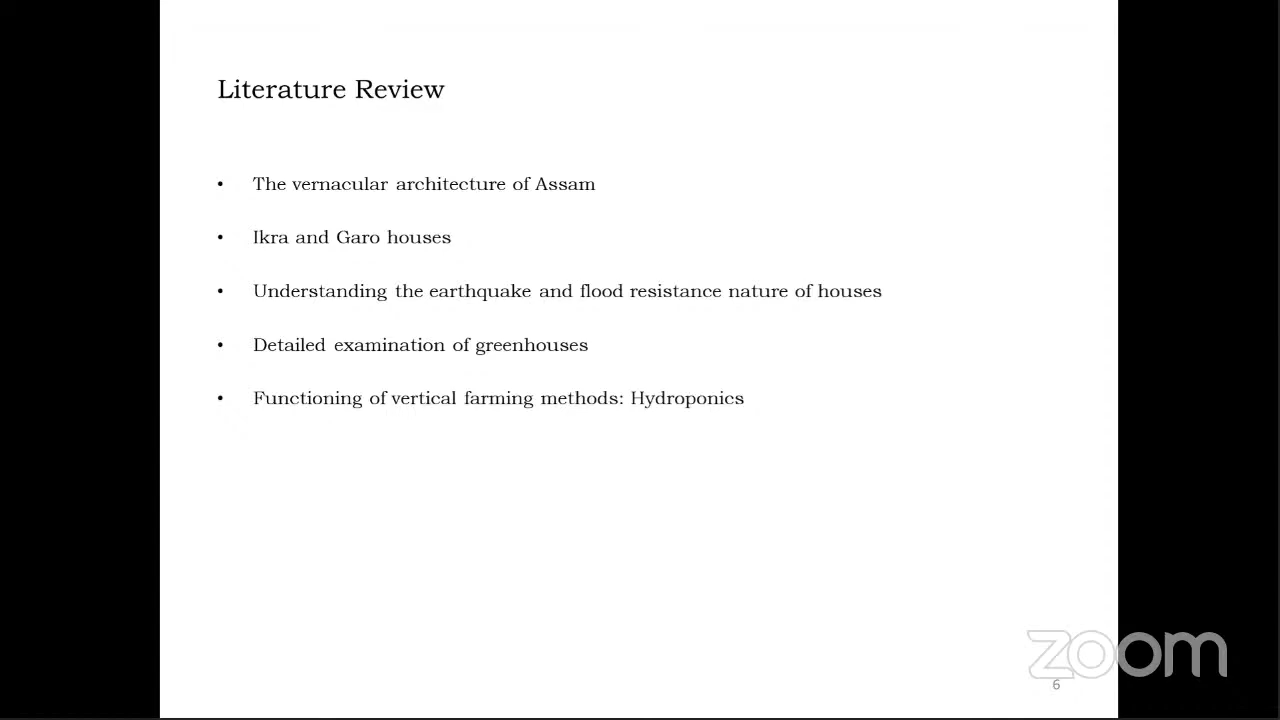 Literature Review
• The vernacular architecture of Assam
• Ikra and Garo houses
• Understanding the earthquake and flood resistance nature of houses
• Detailed examination of greenhouses
• Functioning of vertical farming methods: Hydroponics
zoom
6